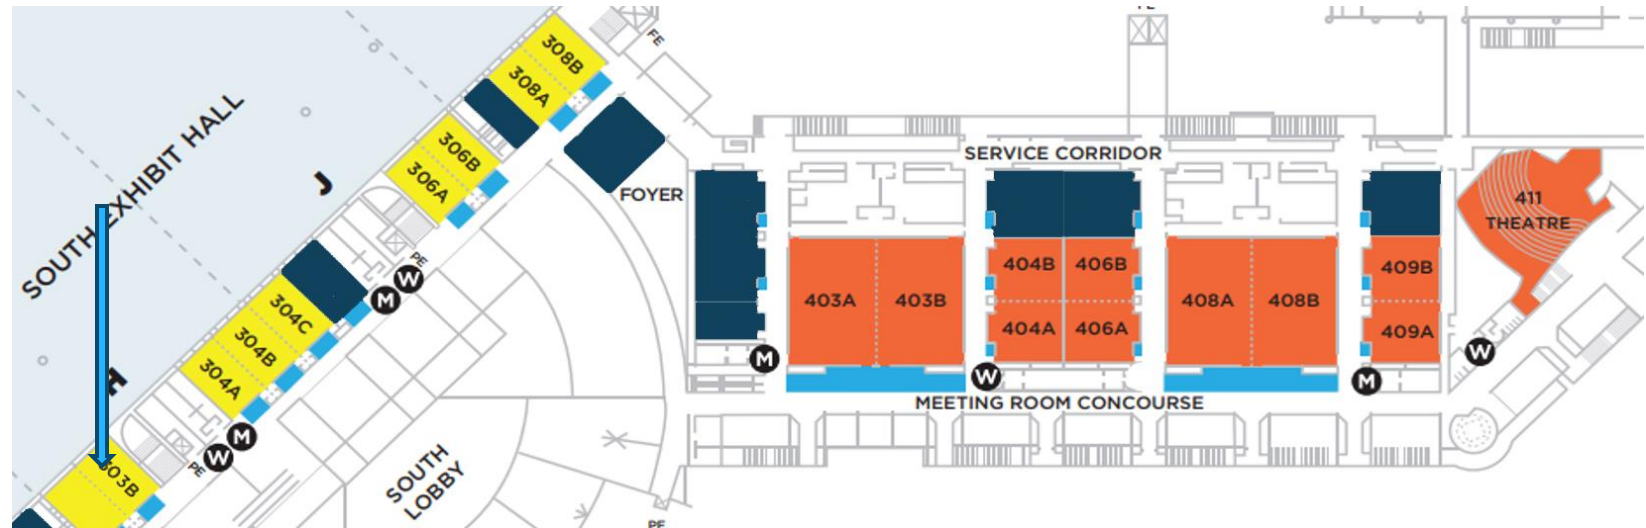 308B
FE
308A
SOUTH EXHIBIT HALL
306B
306A
J
FOYER
SERVICE CORRIDOR
411
THEATRE
PE
W
M
304C
304B
304A
H
M
W
PE
303B
403A
403B
404B
406B
404A
406A
408A
408B
409B
409A
M
W
M
W
MEETING ROOM CONCOURSE
SOUTH
LOBBY